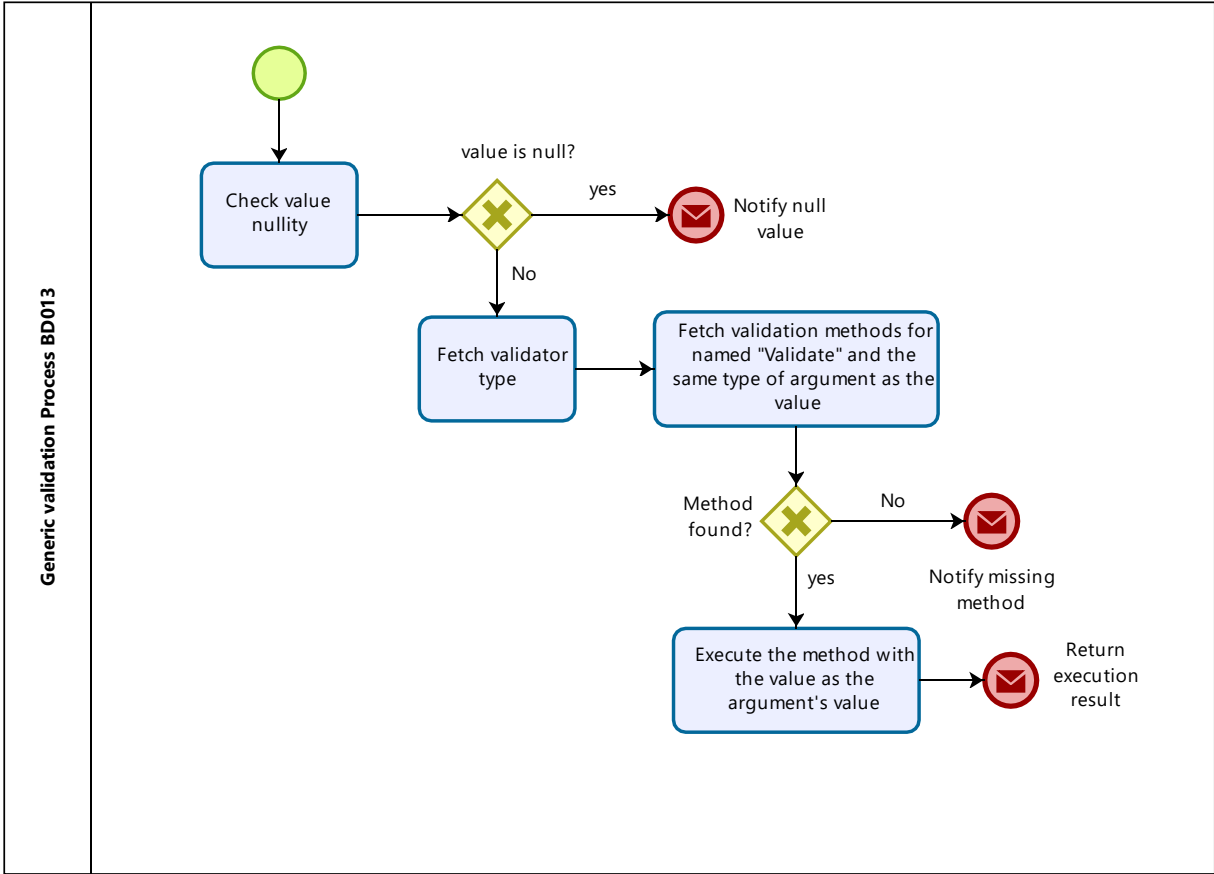 Generic validation Process BD013
value is null?
Check value
nullity
yes
Notify null
value
No
Fetch validator
type
Fetch validation methods for
named "Validate" and the
same type of argument as the
value
Method
found?
No
Notify missing
method
yes
Execute the method with
the value as the
argument's value
Return
execution
result